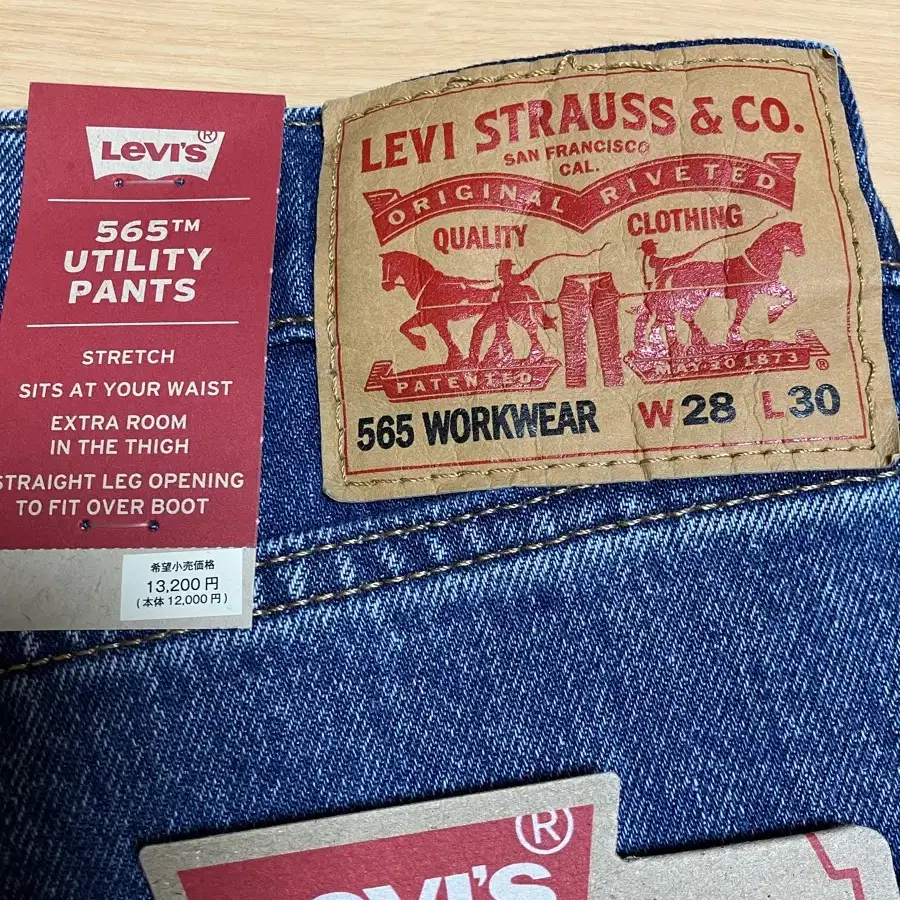 LEVI'S®
565™
UTILITY
PANTS
STRETCH
SITS AT YOUR WAIST
EXTRA ROOM
IN THE THIGH
STRAIGHT LEG OPENING
TO FIT OVER BOOT
希望小売価格
13,200円
(本体 12,000円)
LEVI STRAUSS & CO.
SAN FRANCISCO
CAL.
ORIGINAL RIVETED
QUALITY CLOTHING
PATENTED MAY 20 1873 ®
565 WORKWEAR W 28 L 30
LEVI'S ®